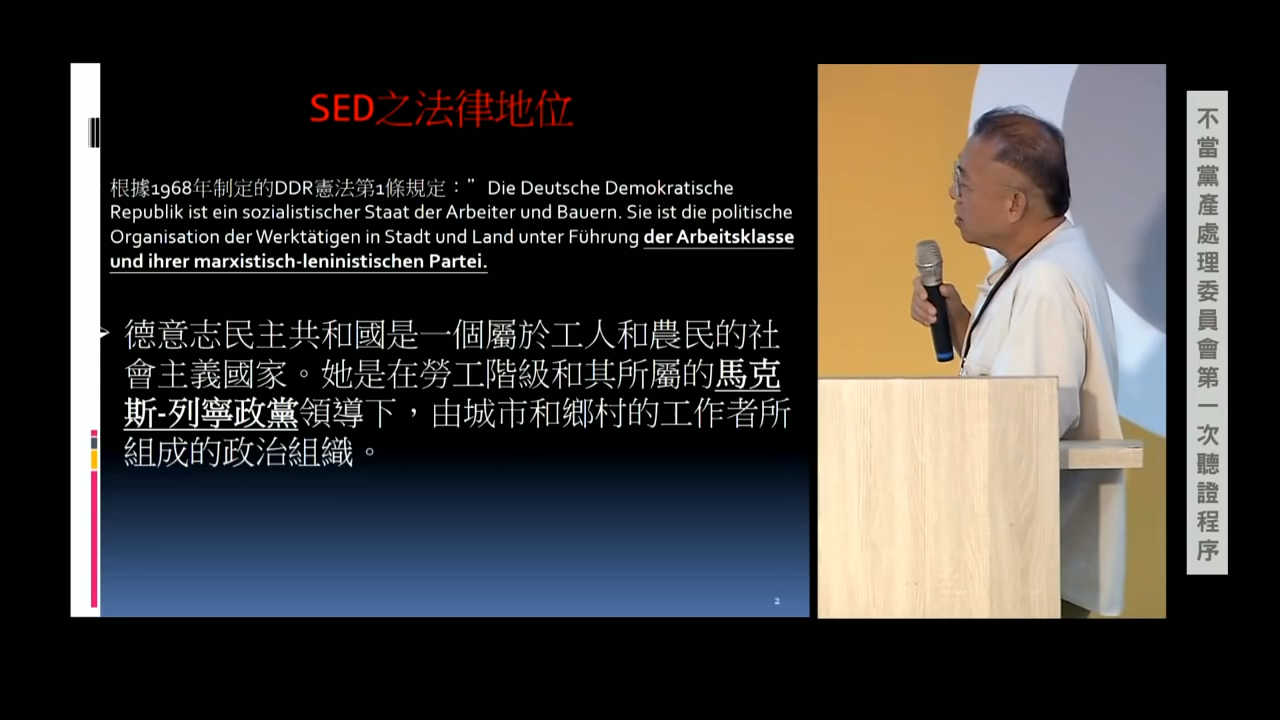 SED之法律地位
根據1968年制定的DDR憲法第1條規定：”Die Deutsche Demokratische
Republik ist ein sozialistischer Staat der Arbeiter und Bauern. Sie ist die politische
Organisation der Werktätigen in Stadt und Land unter Führung der Arbeitsklasse
und ihrer marxistisch-leninistischen Partei.
德意志民主共和國是一個屬於工人和農民的社
會主義國家。她是在勞工階級和其所屬的馬克
斯-列寧政黨領導下，由城市和鄉村的工作者所
組成的政治組織。
2
不當黨產處理委員會第一次聽證程序